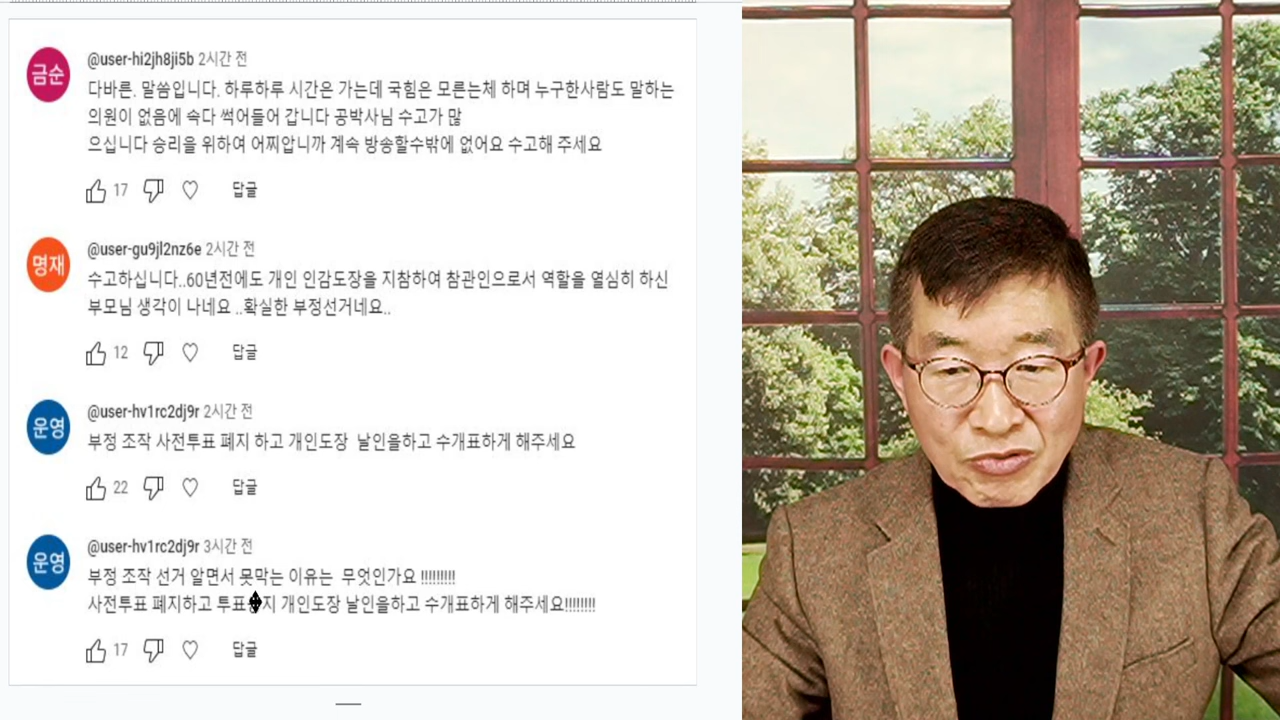 금순
@user-hi2jh8ji5b 2시간 전
다바른. 말씀입니다. 하루하루 시간은 가는데 국힘은 모른는체 하며 누구한사람도 말하는
의원이 없음에 속다 썩어들어 갑니다 공박사님 수고가 많
으십니다 승리을 위하여 어찌압니까 계속 방송할수밖에 없어요 수고해 주세요
17 답글
명재
@user-gu9jl2nz6e 2시간 전
수고하십니다..60년전에도 개인 인감도장을 지참하여 참관인으로서 역할을 열심히 하신
부모님 생각이 나네요 ..확실한 부정선거네요..
12 답글
운영
@user-hv1rc2dj9r 2시간 전
부정 조작 사전투표 폐지 하고 개인도장 날인을하고 수개표하게 해주세요
22 답글
운영
@user-hv1rc2dj9r 3시간 전
부정 조작 선거 알면서 못막는 이유는 무엇인가요 !!!!!!!!!
사전투표 폐지하고 개인도장 날인을하고 수개표하게 해주세요!!!!!!!!
17 답글